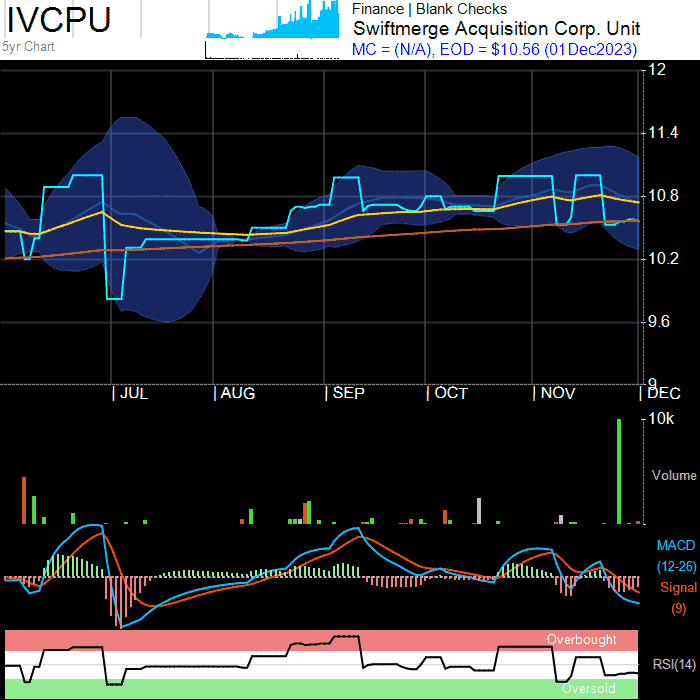 IVCPU
5yr Chart
Finance | Blank Checks
Swiftmerge Acquisition Corp. Unit
MC = (N/A), EOD = $10.56 (01Dec2023)
12
11.4
10.8
10.2
9.6
9
JUL
AUG
SEP
OCT
NOV
DEC
10k
Volume
MACD
(12-26)
Signal
(9)
Overbought
RSI(14)
Oversold